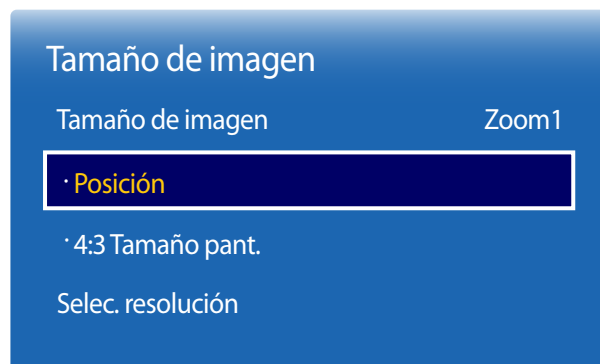 Tamaño de imagen
Tamaño de imagen Zoom1
· Posición
· 4:3 Tamaño pant.
Selec. resolución